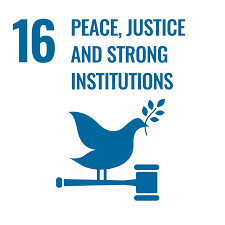 16 PEACE, JUSTICE
AND STRONG
INSTITUTIONS